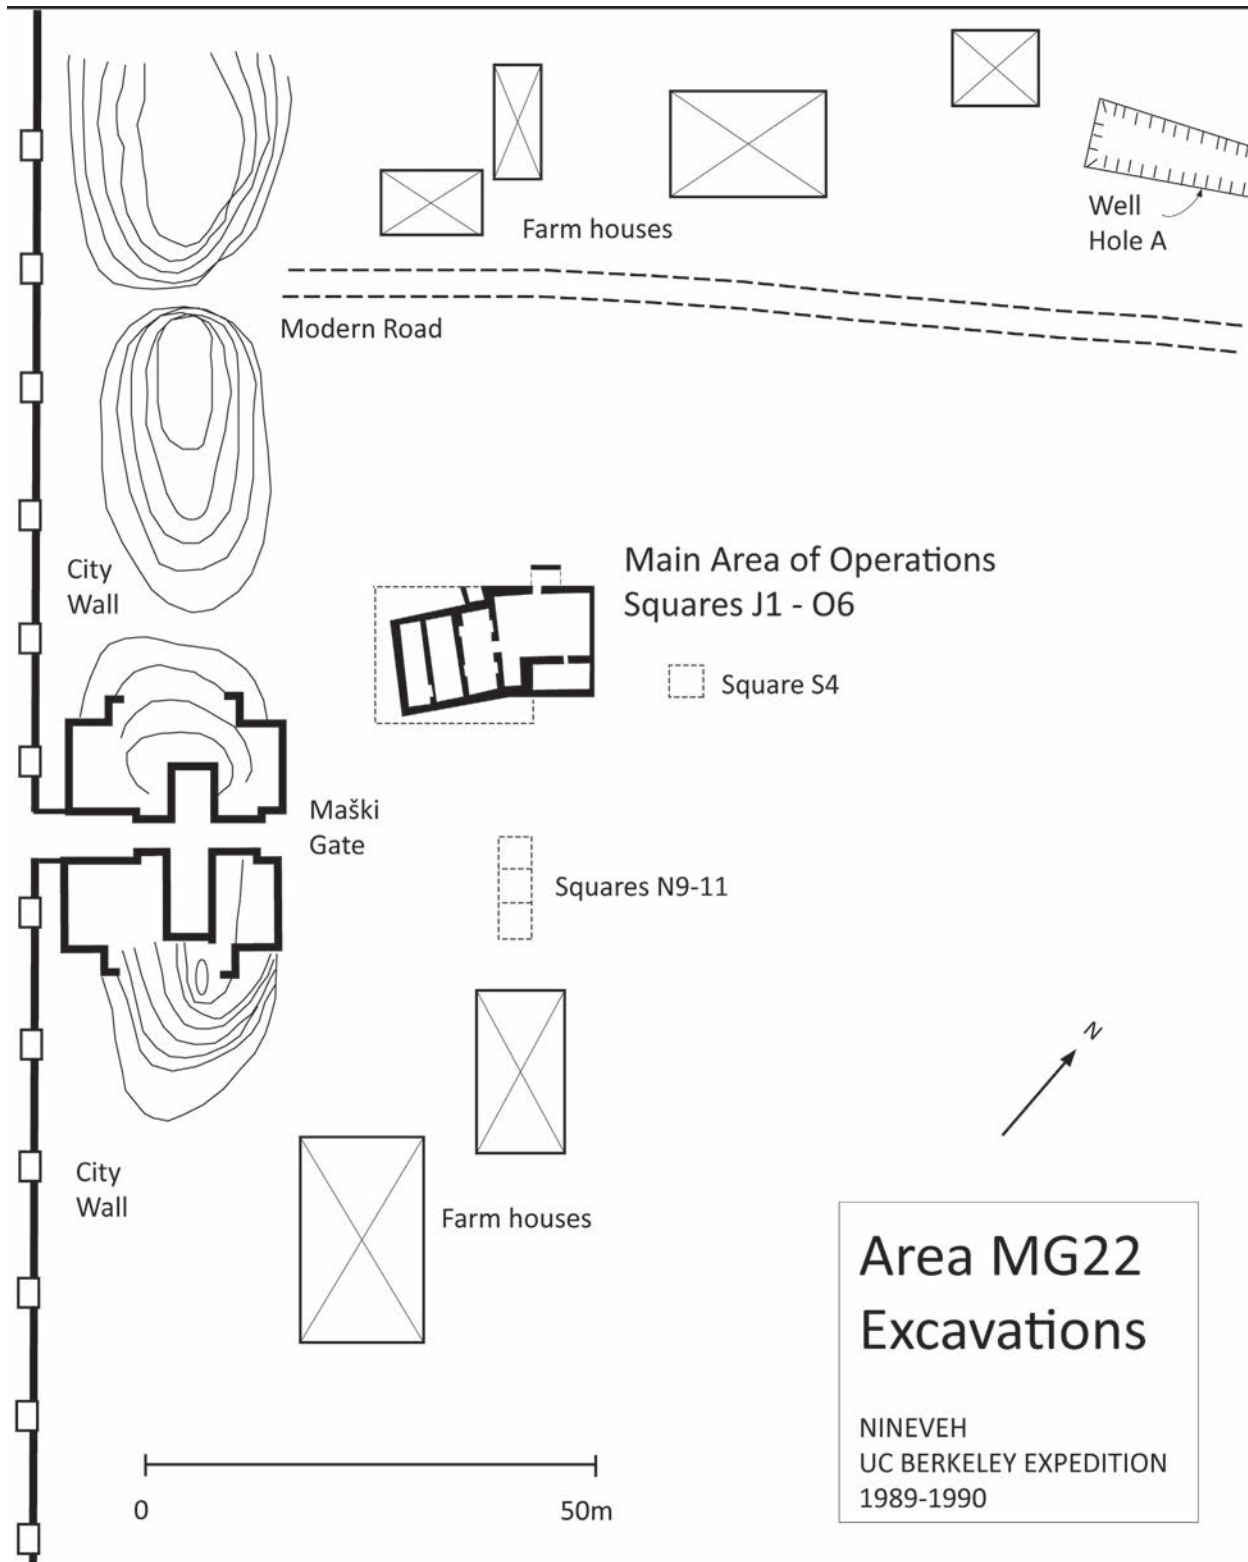 Well
Hole A
Farm houses
Modern Road
Main Area of Operations
Squares J1 - O6
City
Wall
Square S4
Maški
Gate
Squares N9-11
N
City
Wall
Farm houses
Area MG22
Excavations
NINEVEH
UC BERKELEY EXPEDITION
1989-1990
0
50m